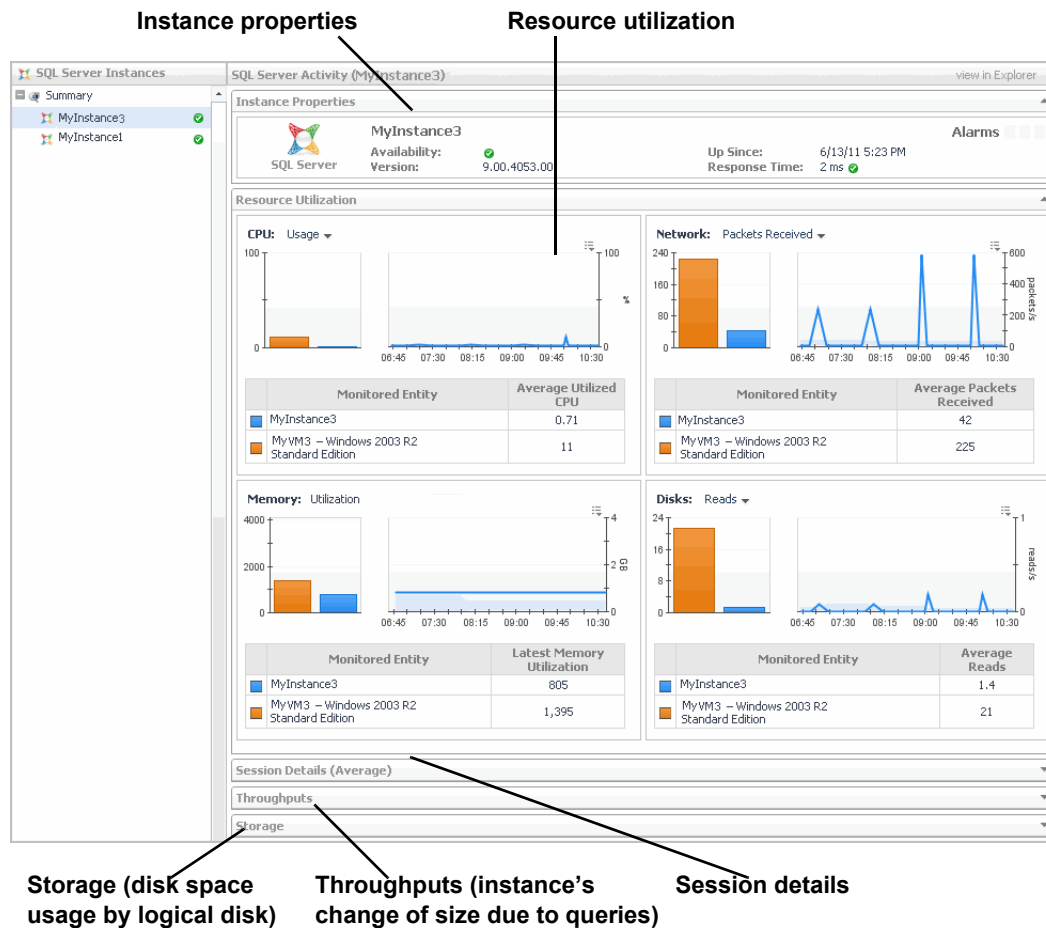 Instance properties
Resource utilization
SQL Server Instances
SQL Server Activity (MyInstance3)
view in Explorer
Summary
MyInstance3
MyInstance1
Instance Properties
SQL Server
MyInstance3
Alarms
Availability:
Version: 9.00.4053.00
Up Since: 6/13/11 5:23 PM
Response Time: 2 ms
Resource Utilization
CPU: Usage
100
0
100
%
0
06:45 07:30 08:15 09:00 09:45 10:30
Monitored Entity
Average Utilized
CPU
MyInstance3 0.71
MyVM3 – Windows 2003 R2
Standard Edition
11
Network: Packets Received
240
160
80
0
600
400
200
0
packets/s
06:45 07:30 08:15 09:00 09:45 10:30
Monitored Entity
Average Packets
Received
MyInstance3 42
MyVM3 – Windows 2003 R2
Standard Edition
225
Memory: Utilization
4000
2000
0
4
2
0
GB
06:45 07:30 08:15 09:00 09:45 10:30
Monitored Entity
Latest Memory
Utilization
MyInstance3 805
MyVM3 – Windows 2003 R2
Standard Edition
1,395
Disks: Reads
24
16
8
0
1
0
reads/s
06:45 07:30 08:15 09:00 09:45 10:30
Monitored Entity
Average
Reads
MyInstance3 1.4
MyVM3 – Windows 2003 R2
Standard Edition
21
Session Details (Average)
Throughputs
Storage
Storage (disk space
usage by logical disk)
Throughputs (instance's
change of size due to queries)
Session details